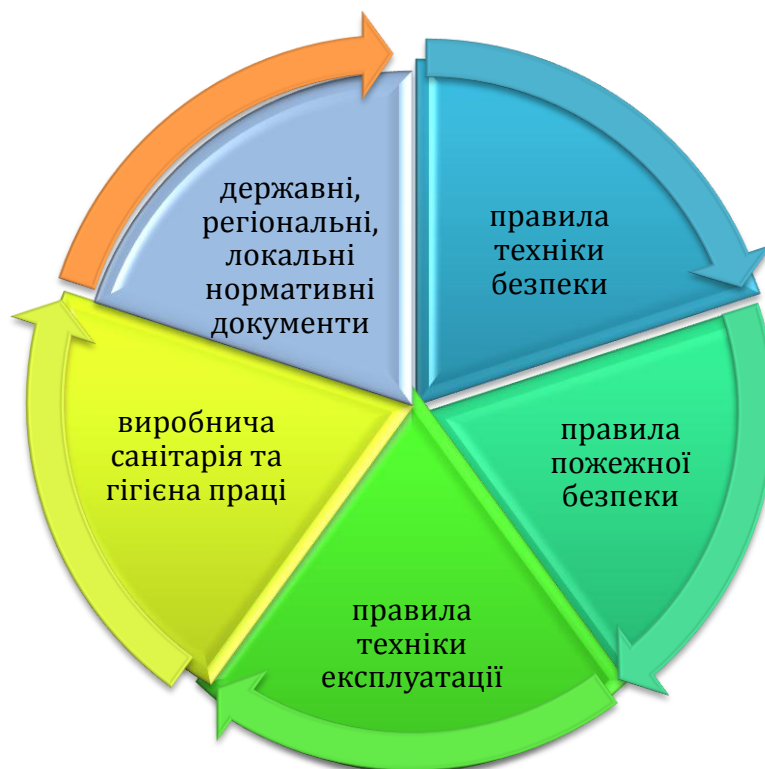 державні,
регіональні,
локальні
нормативні
документи
правила
техніки
безпеки
правила
пожежної
безпеки
правила
техніки
експлуатації
виробнича
санітарія та
гігієна праці